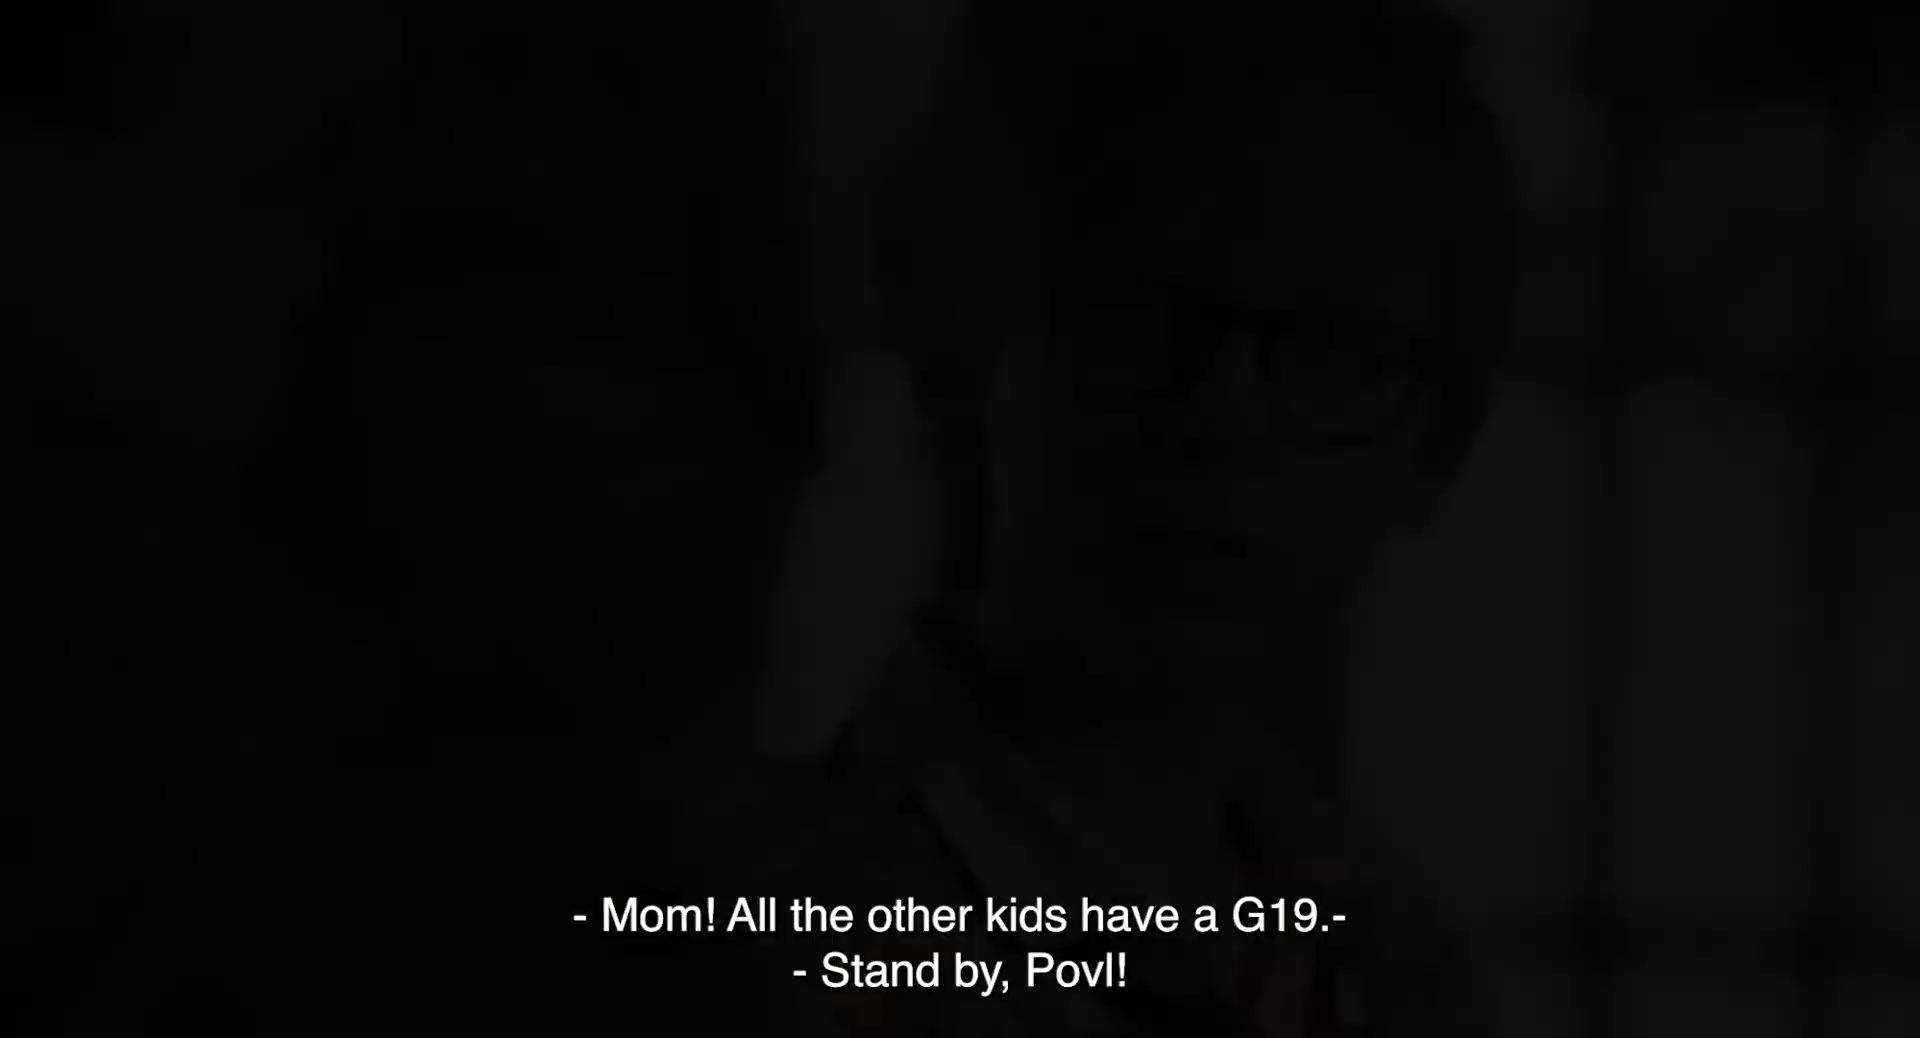 - Mom! All the other kids have a G19.-
- Stand by, Povl!